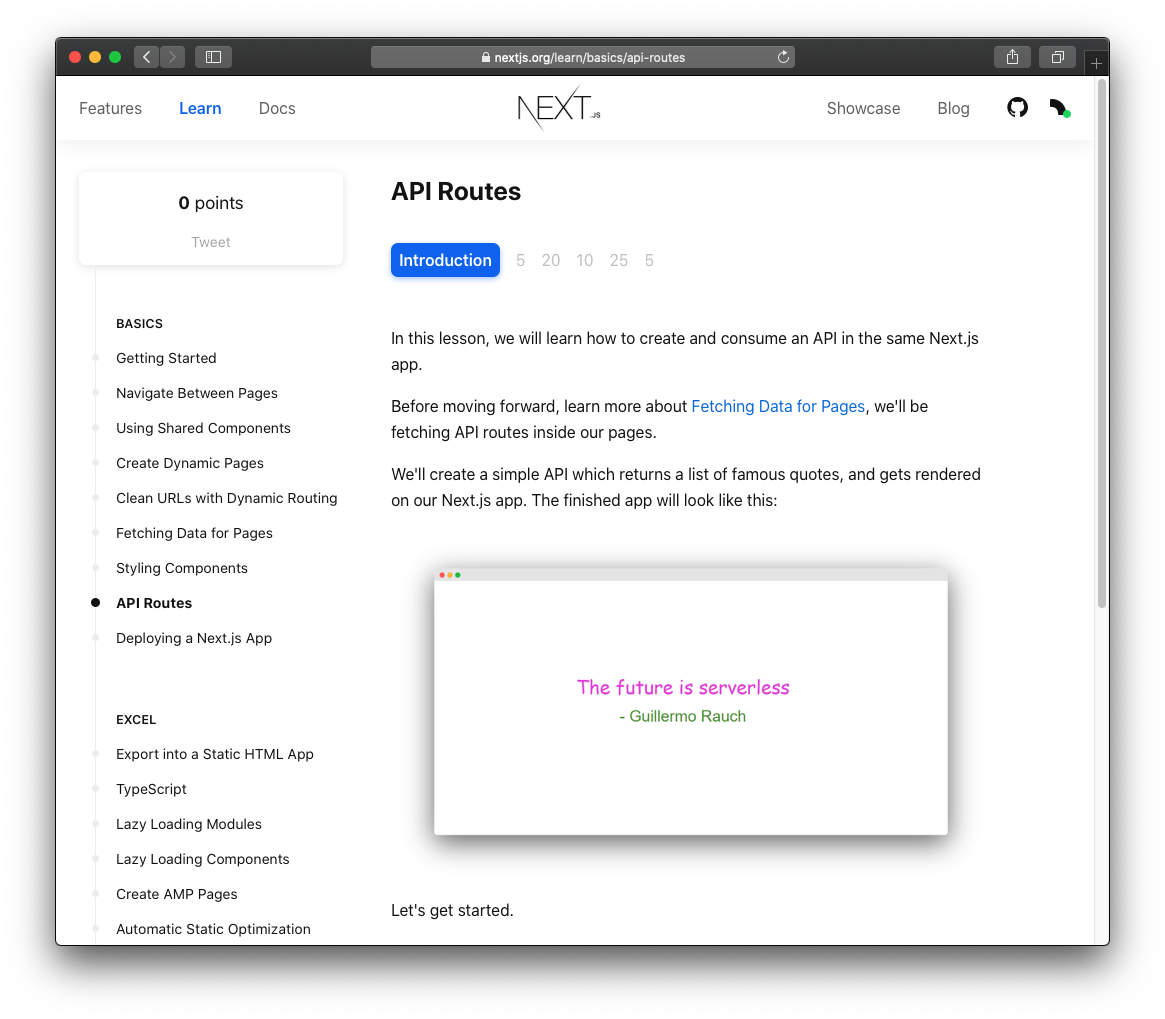 nextjs.org/learn/basics/api-routes
Features Learn Docs
NEXT.JS
Showcase Blog
0 points
Tweet
BASICS
Getting Started
Navigate Between Pages
Using Shared Components
Create Dynamic Pages
Clean URLs with Dynamic Routing
Fetching Data for Pages
Styling Components
API Routes
Deploying a Next.js App
EXCEL
Export into a Static HTML App
TypeScript
Lazy Loading Modules
Lazy Loading Components
Create AMP Pages
Automatic Static Optimization
API Routes
Introduction 5 20 10 25 5
In this lesson, we will learn how to create and consume an API in the same Next.js
app.
Before moving forward, learn more about Fetching Data for Pages, we'll be
fetching API routes inside our pages.
We'll create a simple API which returns a list of famous quotes, and gets rendered
on our Next.js app. The finished app will look like this:
The future is serverless
- Guillermo Rauch
Let's get started.